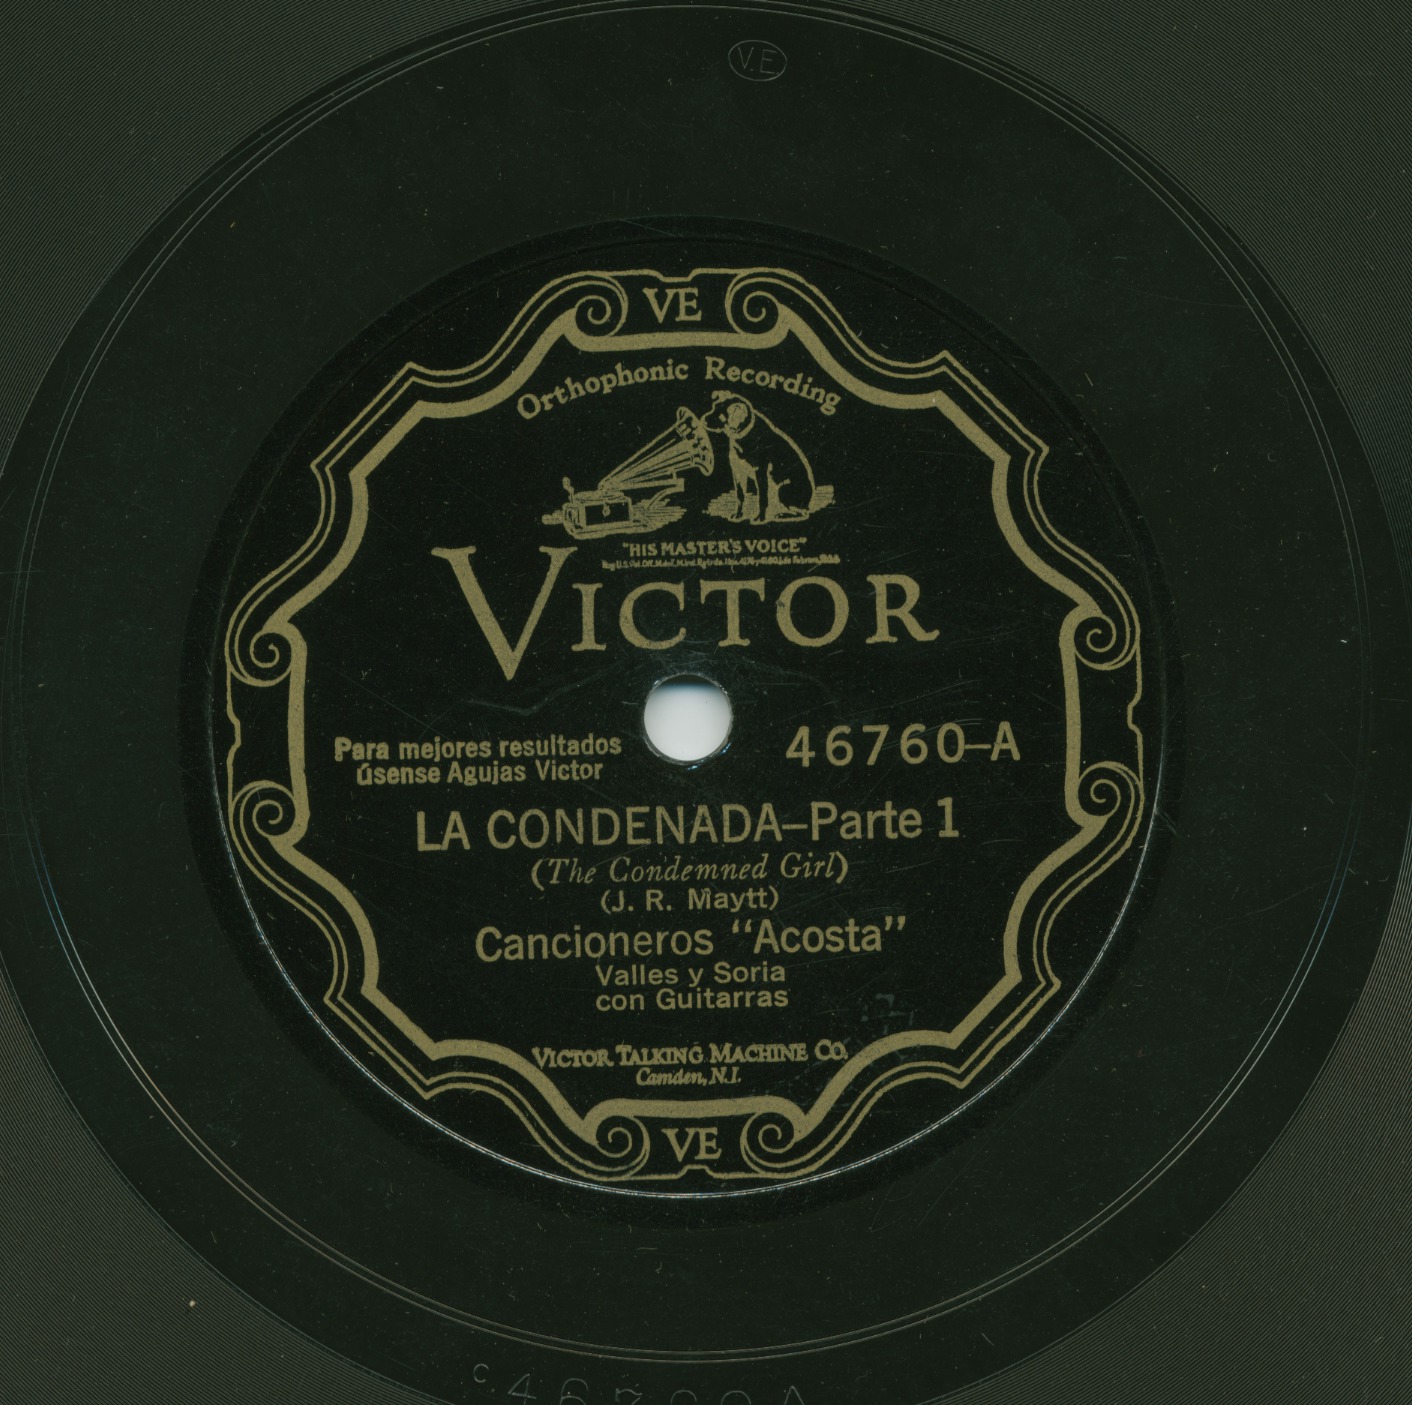 V.E
VE
Orthophonic Recording
"HIS MASTER'S VOICE"
VICTOR
Para mejores resultados
úsense Agujas Victor
46760-A
LA CONDENADA-Parte 1
(The Condemned Girl)
(J. R. Maytt)
Cancioneros "Acosta"
Valles y Soria
con Guitarras
VICTOR TALKING MACHINE CO.
Camden, N.J.
VE